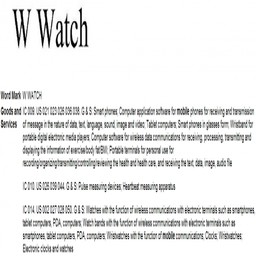 W Watch
Word Mark W WATCH
Goods and Services IC 009. US 021 023 026 036 038. G & S: Smart phones; Computer application software for mobile phones for receiving and transmission
of message in the nature of data, text, language, sound, image and video; Tablet computers; Smart phones in glasses form; Wristband for
portable digital electronic media players; Computer software for wireless data communications for receiving, processing, transmitting and
displaying the information of exercise/body fat/BMI; Portable terminals for personal use for
recording/organizing/transmitting/controlling/reviewing the health and health care, and receiving the text, data, image, audio file
IC 010. US 026 039 044. G & S: Pulse measuring devices; Heartbeat measuring apparatus
IC 014. US 002 027 028 050. G & S: Watches with the function of wireless communications with electronic terminals such as smartphones,
tablet computers, PDA, computers; Watch bands with the function of wireless communications with electronic terminals such as
smartphones, tablet computers, PDA, computers; Wristwatches with the function of mobile communications; Clocks; Wristwatches;
Electronic clocks and watches